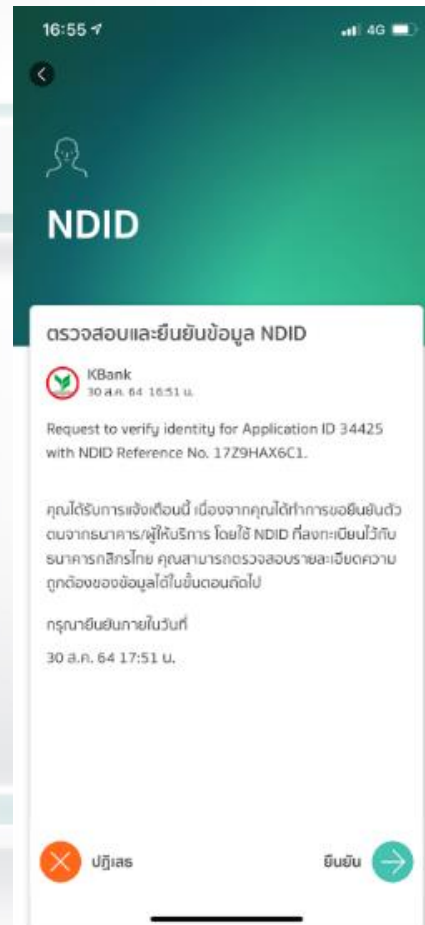 16:55
4G
NDID
ตรวจสอบและยืนยันข้อมูล NDID
KBank
30 ส.ค. 64 16:51 น.
Request to verify identity for Application ID 34425
with NDID Reference No. 17Z9HAX6C1.
คุณได้รับการแจ้งเตือนนี้ เนื่องจากคุณได้ทำการขอยืนยันตัว
ตนจากธนาคาร/ผู้ให้บริการ โดยใช้ NDID ที่ลงทะเบียนไว้กับ
ธนาคารกสิกรไทย คุณสามารถตรวจสอบรายละเอียดความ
ถูกต้องของข้อมูลได้ในขั้นตอนถัดไป
กรุณายืนยันภายในวันที่
30 ส.ค. 64 17:51 น.
ปฏิเสธ
ยืนยัน